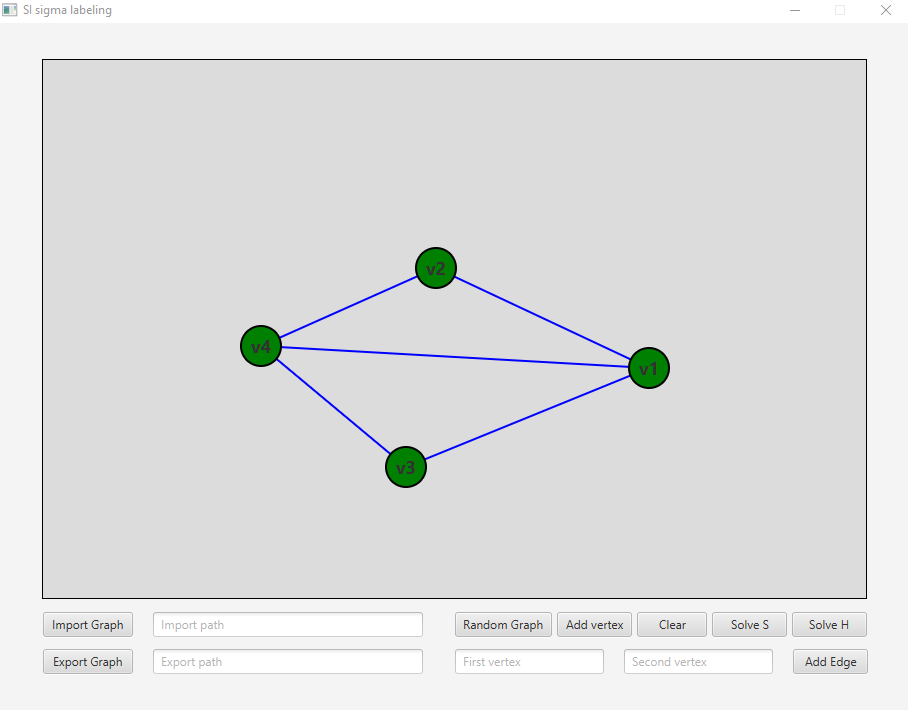 SI sigma labeling
v2
v4
v1
v3
Import Graph Import path Random Graph Add vertex Clear Solve S Solve H
Export Graph Export path First vertex Second vertex Add Edge